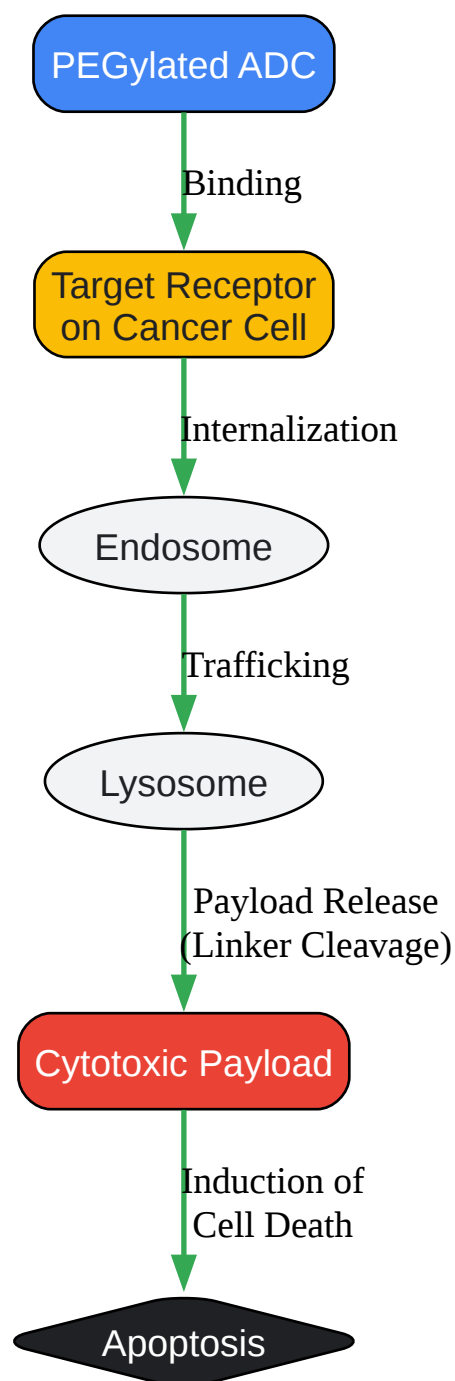 PEGylated ADC
Binding
Target Receptor
on Cancer Cell
Internalization
Endosome
Trafficking
Lysosome
Payload Release
(Linker Cleavage)
Cytotoxic Payload
Induction of
Cell Death
Apoptosis